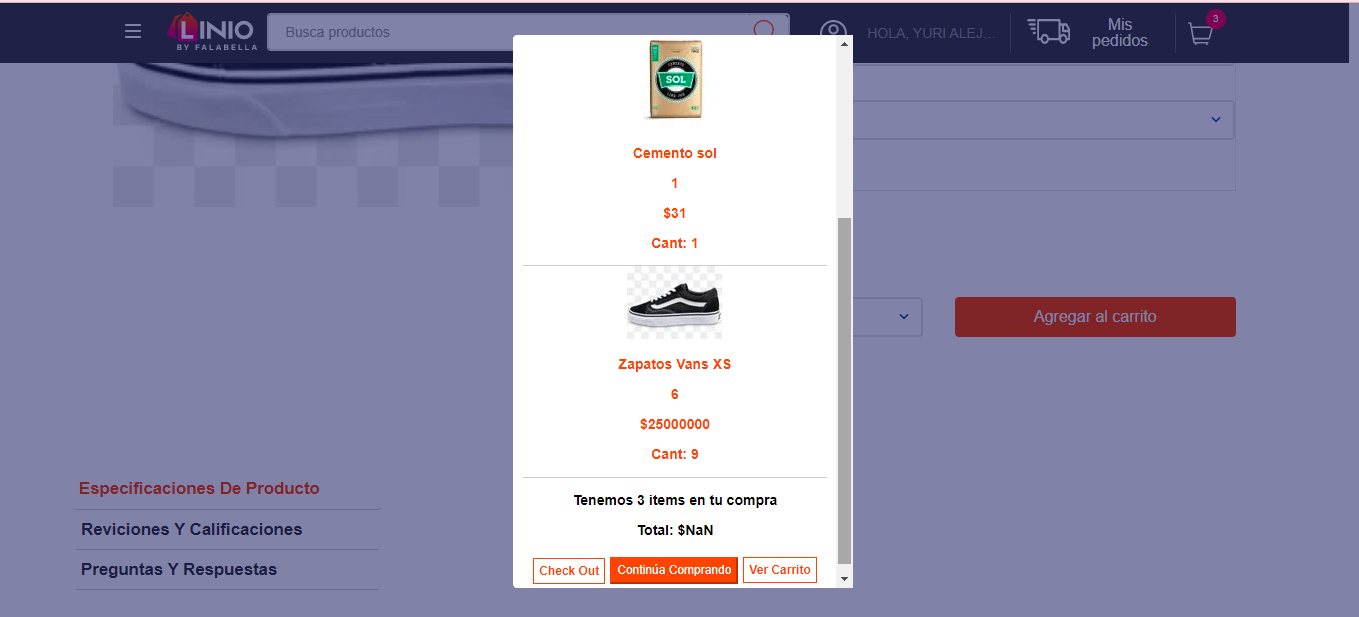 LINIO
BY FALABELLA
Busca productos
HOLA, YURI ALEJ...
Mis
pedidos
3
SOL
Cemento sol
1
$31
Cant: 1
Zapatos Vans XS
6
$25000000
Cant: 9
Tenemos 3 items en tu compra
Total: $NaN
Check Out
Continúa Comprando
Ver Carrito
Agregar al carrito
Especificaciones De Producto
Reviciones Y Calificaciones
Preguntas Y Respuestas